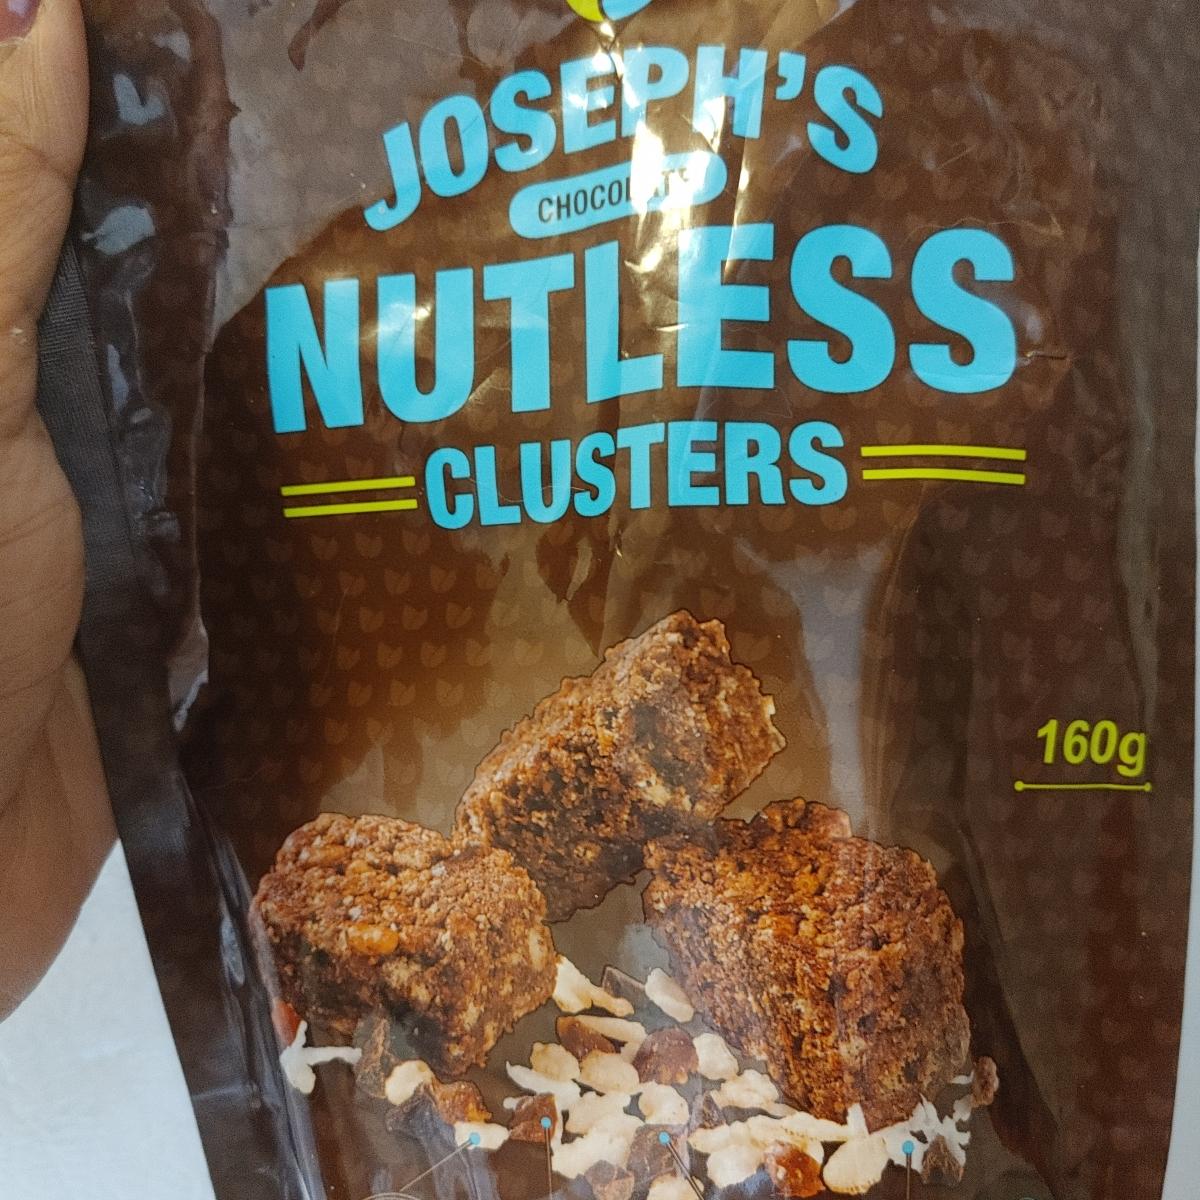 JOSEPH'S
CHOCOLATE
NUTLESS
CLUSTERS
160g